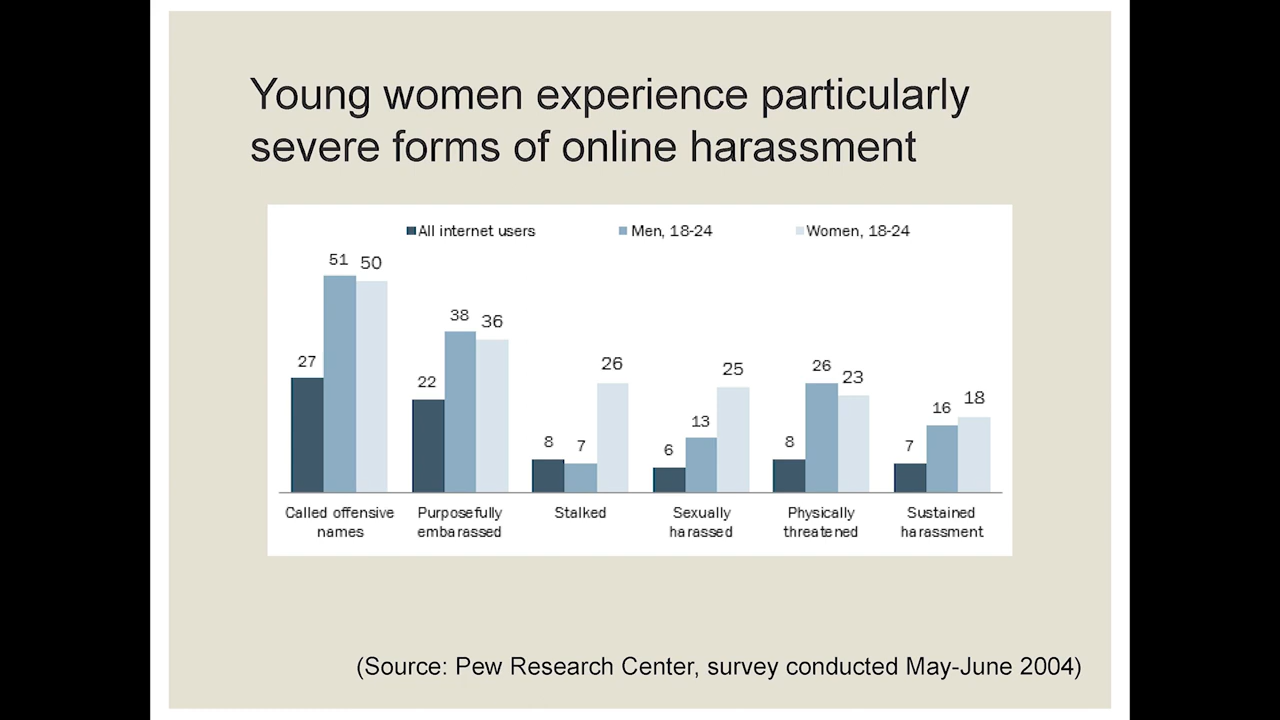 Young women experience particularly
severe forms of online harassment
All internet users
Men, 18-24
Women, 18-24
27
51
50
22
38
36
8
7
26
6
13
25
8
26
23
7
16
18
Called offensive
names
Purposefully
embarassed
Stalked
Sexually
harassed
Physically
threatened
Sustained
harassment
(Source: Pew Research Center, survey conducted May-June 2004)